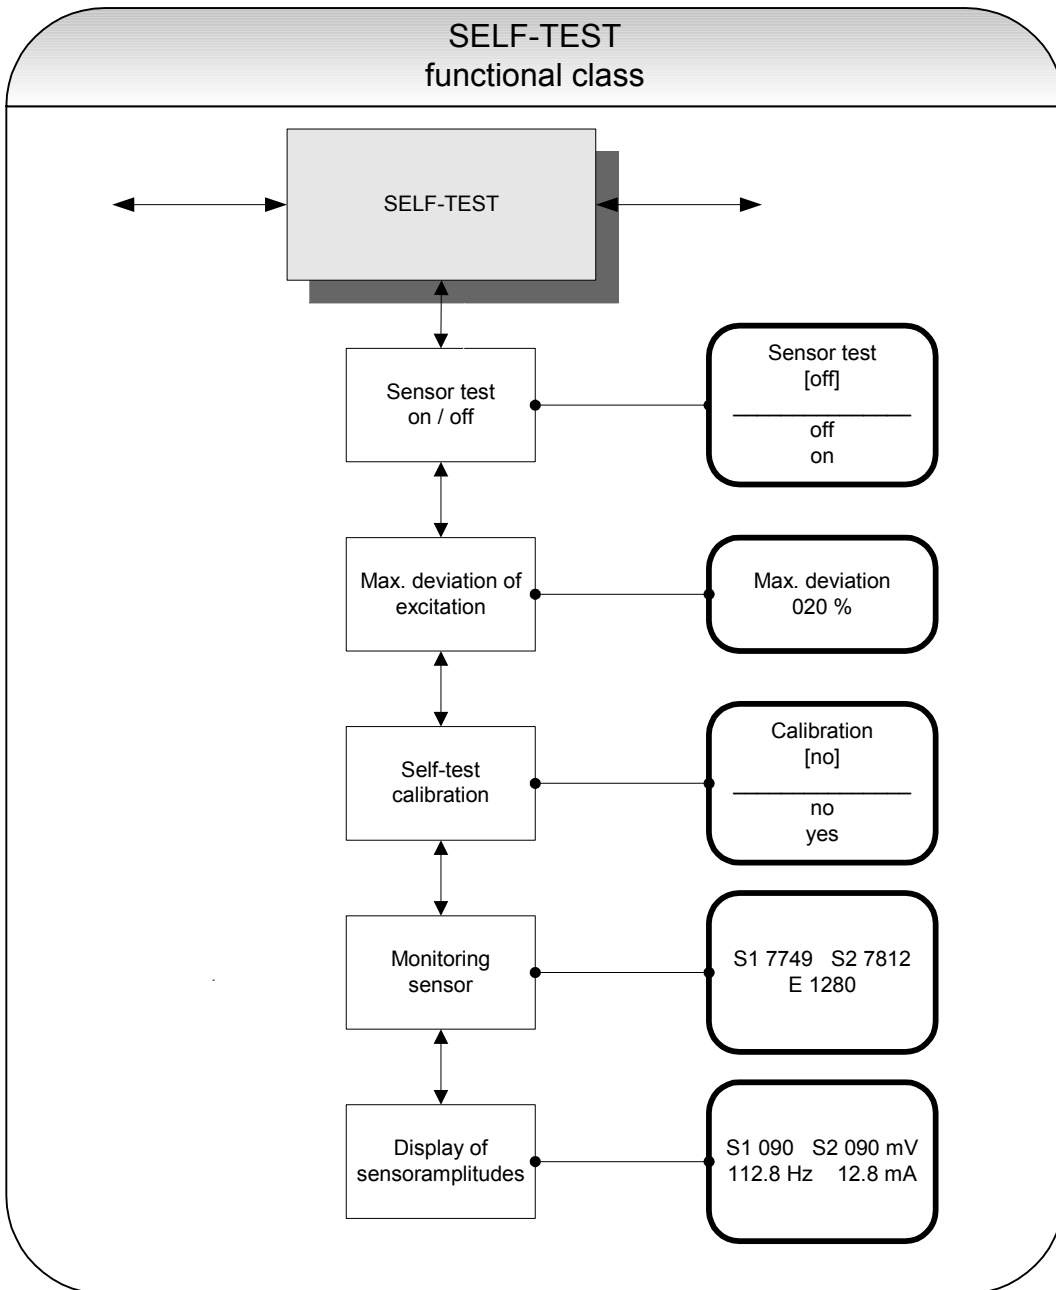 SELF-TEST
functional class
SELF-TEST
Sensor test
on / off
Sensor test
[off]
off
on
Max. deviation of
excitation
Max. deviation
020 %
Self-test
calibration
Calibration
[no]
no
yes
Monitoring
sensor
S1 7749 S2 7812
E 1280
Display of
sensoramplitudes
S1 090 S2 090 mV
112.8 Hz 12.8 mA